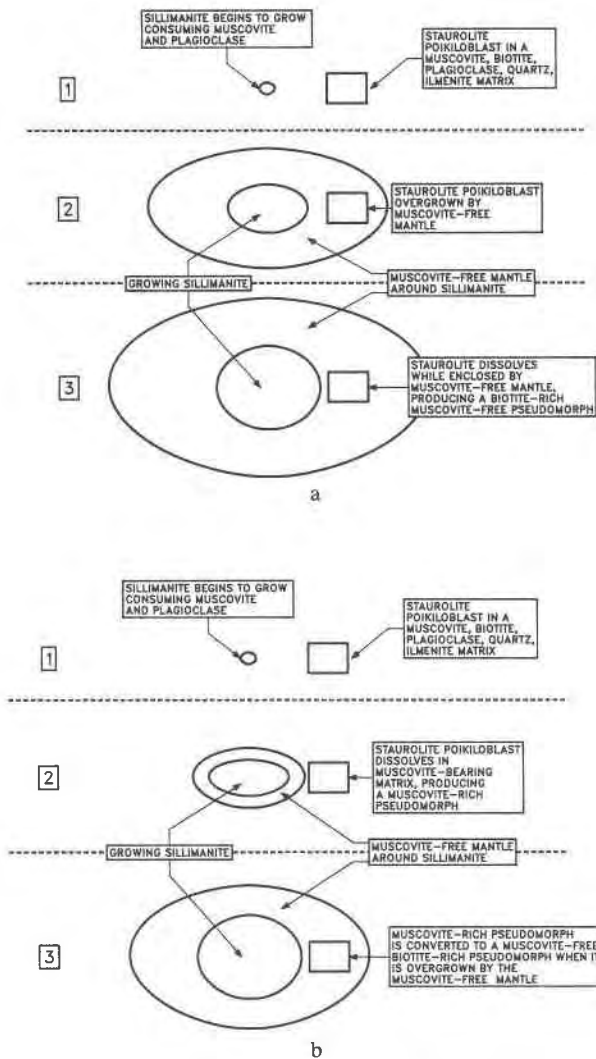 SILLIMANITE BEGINS TO GROW
CONSUMING MUSCOVITE
AND PLAGIOCLASE
STAUROLITE
POIKILOBLAST IN A
MUSCOVITE, BIOTITE,
PLAGIOCLASE, QUARTZ,
ILMENITE MATRIX
1
2
STAUROLITE POIKILOBLAST
OVERGROWN BY
MUSCOVITE-FREE
MANTLE
GROWING SILLIMANITE
MUSCOVITE-FREE MANTLE
AROUND SILLIMANITE
3
STAUROLITE DISSOLVES
WHILE ENCLOSED BY
MUSCOVITE-FREE MANTLE,
PRODUCING A BIOTITE-RICH
MUSCOVITE-FREE PSEUDOMORPH
a
SILLIMANITE BEGINS TO GROW
CONSUMING MUSCOVITE
AND PLAGIOCLASE
STAUROLITE
POIKILOBLAST IN A
MUSCOVITE, BIOTITE,
PLAGIOCLASE, QUARTZ,
ILMENITE MATRIX
1
2
STAUROLITE POIKILOBLAST
DISSOLVES IN
MUSCOVITE-BEARING
MATRIX, PRODUCING
A MUSCOVITE-RICH
PSEUDOMORPH
GROWING SILLIMANITE
MUSCOVITE-FREE MANTLE
AROUND SILLIMANITE
3
MUSCOVITE-RICH PSEUDOMORPH
IS CONVERTED TO A MUSCOVITE-FREE
BIOTITE-RICH PSEUDOMORPH WHEN IT
IS OVERGROWN BY THE
MUSCOVITE-FREE MANTLE
b